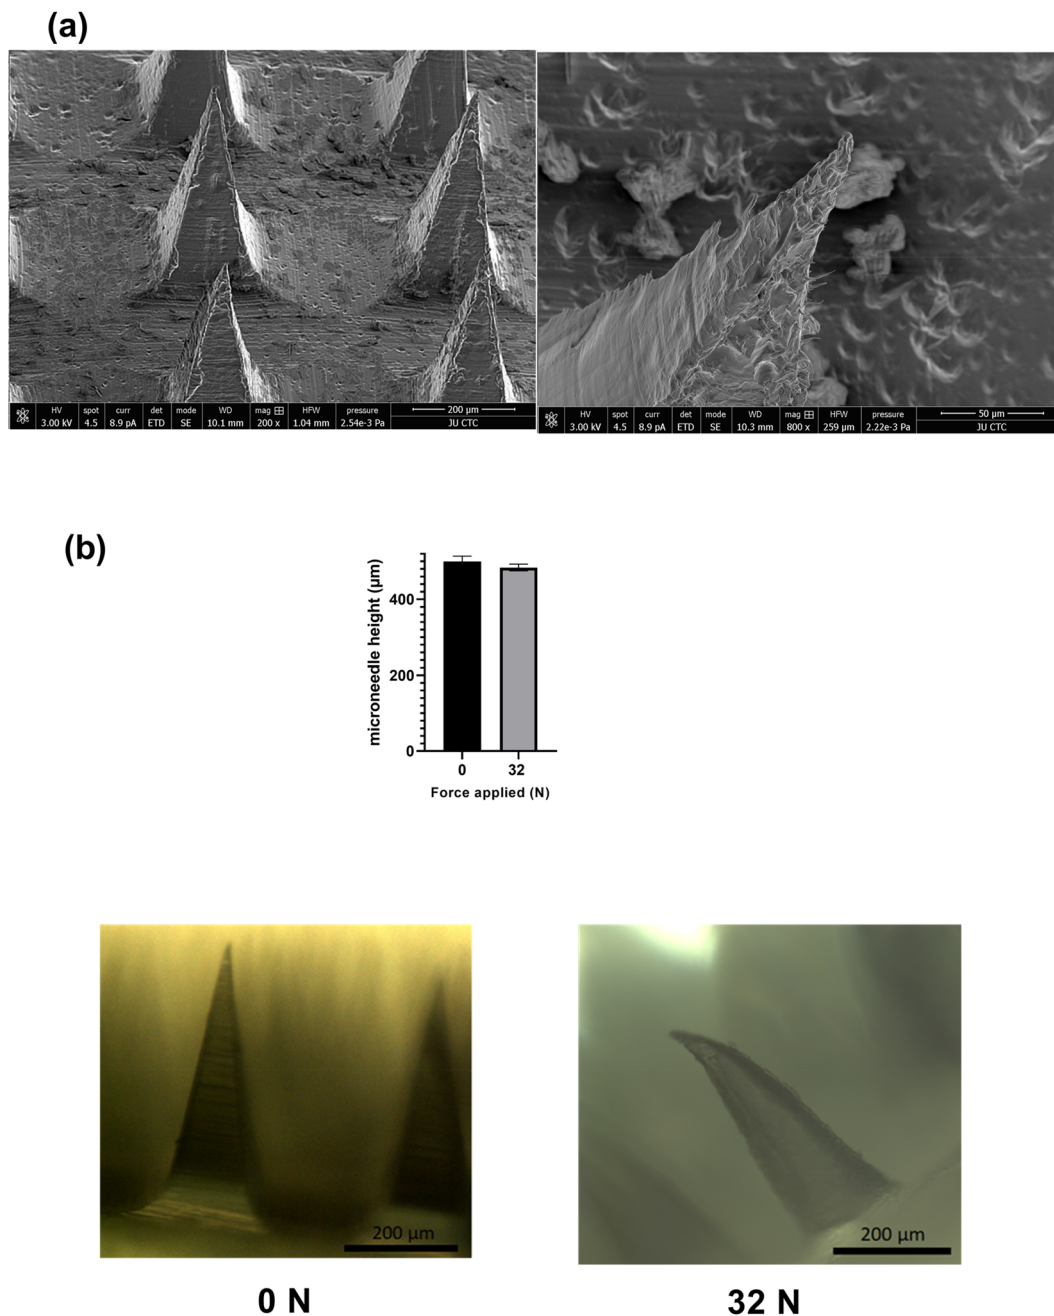 (a)
HV spot curr det mode WD mag HFW pressure 200 µm
3.00 kV 4.5 8.9 pA ETD SE 10.1 mm 200 x 1.04 mm 2.54e-3 Pa JU CTC
HV spot curr det mode WD mag HFW pressure 50 µm
3.00 kV 4.5 8.9 pA ETD SE 10.3 mm 800 x 259 µm 2.22e-3 Pa JU CTC
(b)
microneedle height (µm)
400
200
0
0 32
Force applied (N)
200 µm
200 µm
0 N
32 N